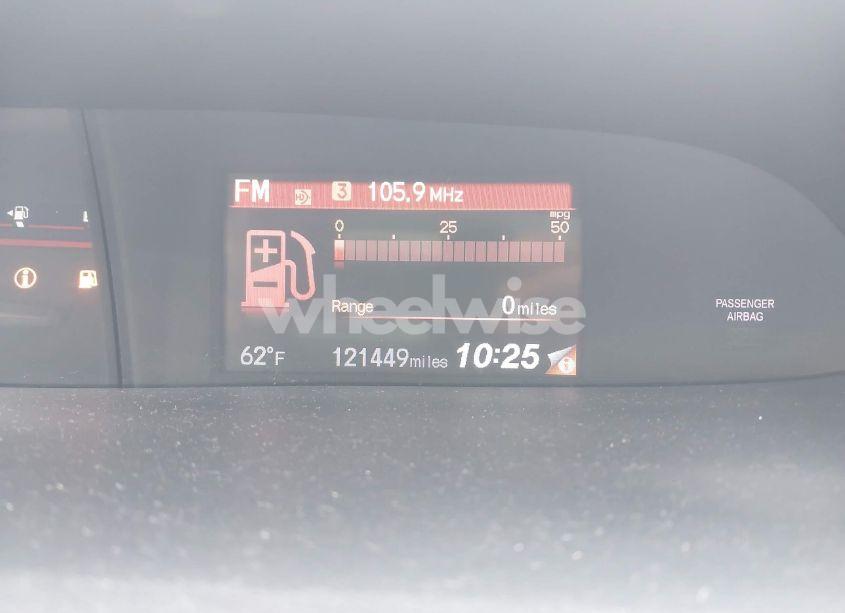 FM HD 3 105.9 MHz
mpg
0 25 50
Range 0 miles
wheelwise
PASSENGER
AIRBAG
62°F 121449 miles 10:25